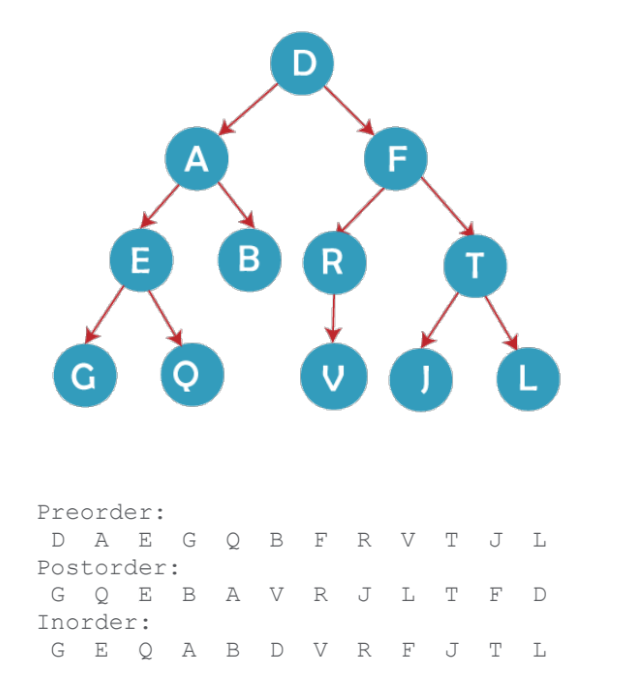 D
A F
E B R T
G Q V J L
Preorder:
D A E G Q B F R V T J L
Postorder:
G Q E B A V R J L T F D
Inorder:
G E Q A B D V R F J T L